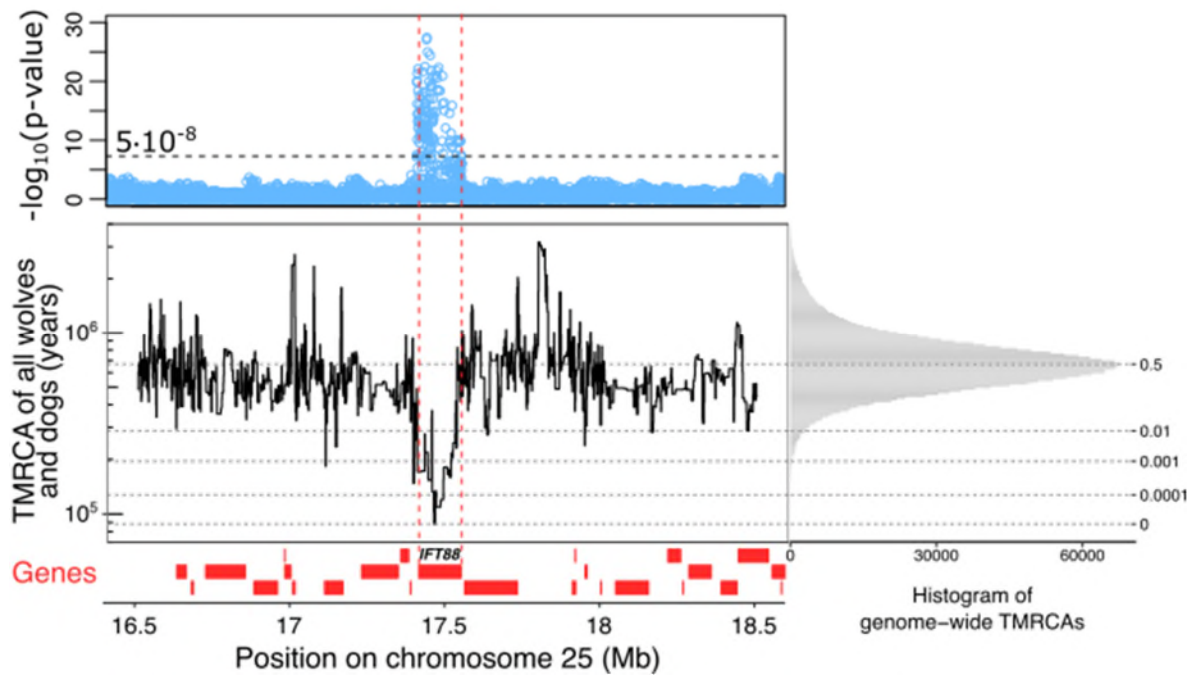 -log₁₀(p-value)
30
20
10
0
5·10⁻⁸
TMRCA of all wolves
and dogs (years)
10⁶
10⁵
0.5
0.01
0.001
0.0001
0
0 30000 60000
Histogram of
genome-wide TMRCAs
IFT88
Genes
16.5 17 17.5 18 18.5
Position on chromosome 25 (Mb)